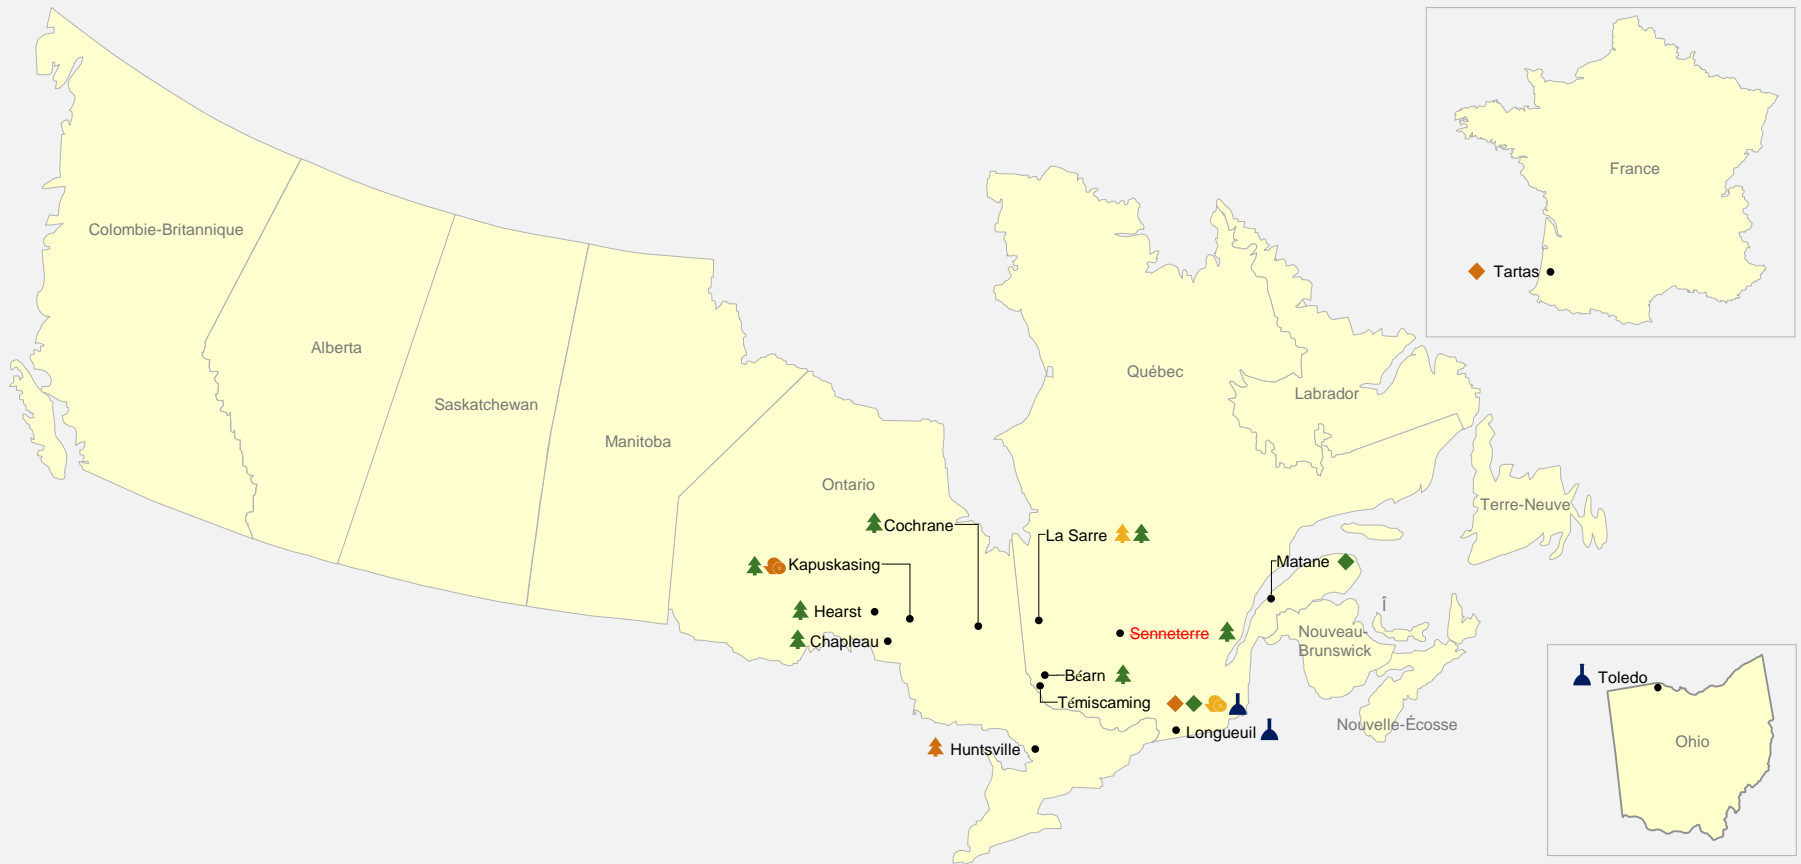 France
Colombie-Britannique
Tartas
Alberta
Québec
Labrador
Saskatchewan
Manitoba
Ontario
Terre-Neuve
Cochrane
La Sarre
Matane
Kapuskasing
Î
Hearst
Senneterre
Nouveau-
Brunswick
Chapleau
Béarn
Toledo
Témiscaming
Nouvelle-Écosse
Longueuil
Ohio
Huntsville